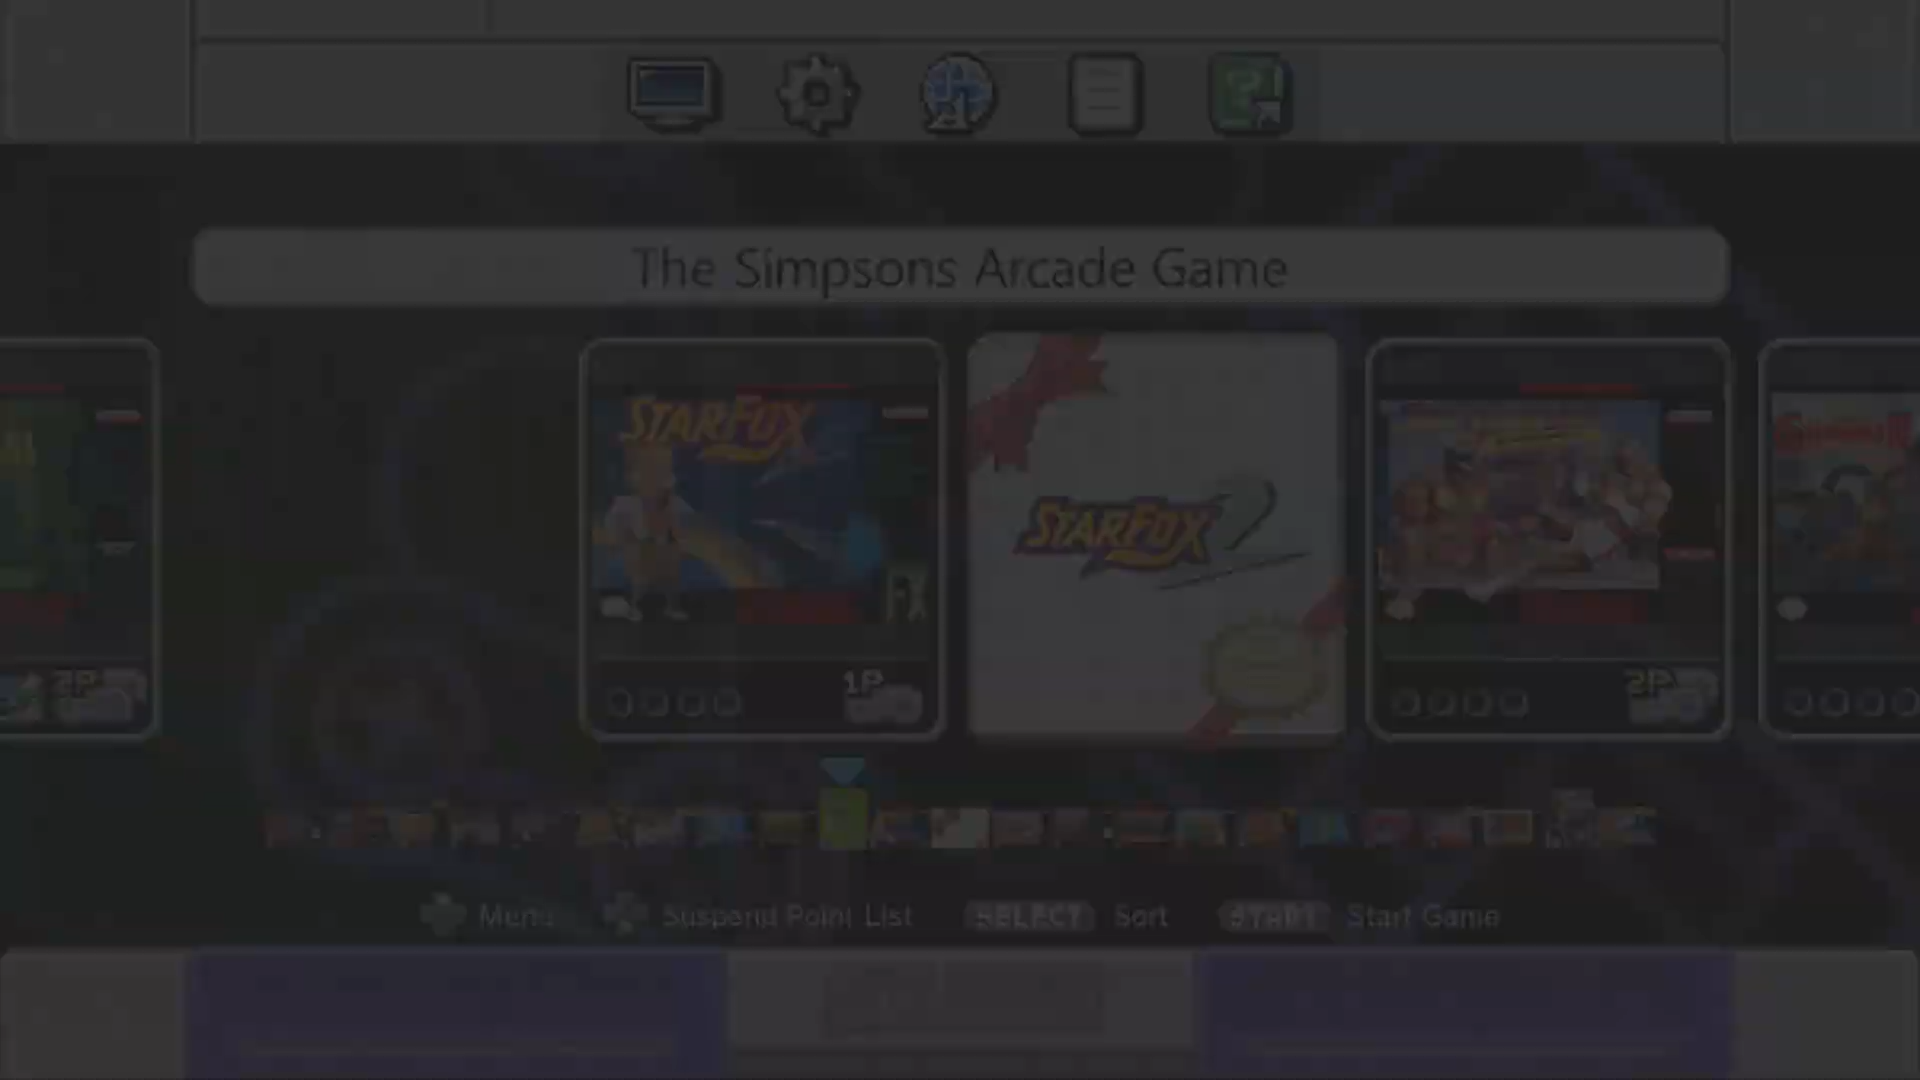 The Simpsons Arcade Game
STARFOX
STARFOX 2
FX
2P
1P
2P
Menu
Suspend Point List
SELECT Sort
START Start Game